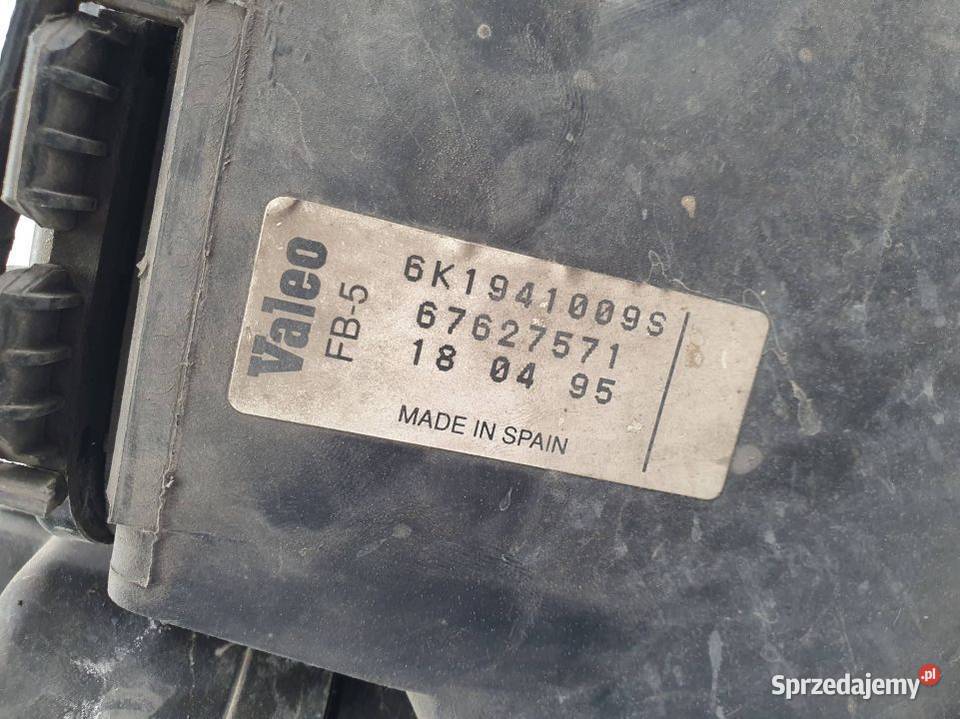 Valeo
FB-5
6K1941009S
67627571
18 04 95
MADE IN SPAIN
Sprzedajemy.pl